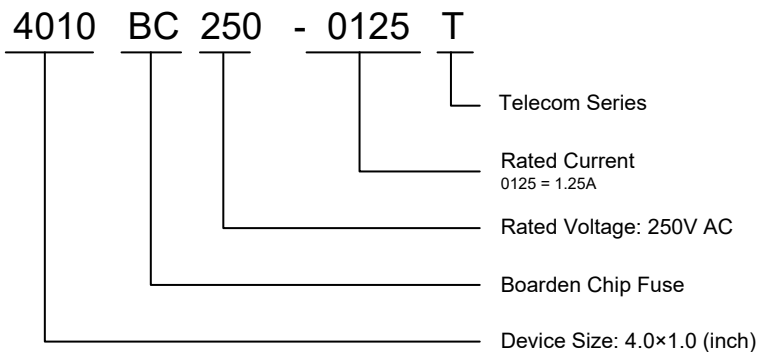 4010 BC 250 - 0125 T
Telecom Series
Rated Current
0125 = 1.25A
Rated Voltage: 250V AC
Boarden Chip Fuse
Device Size: 4.0×1.0 (inch)